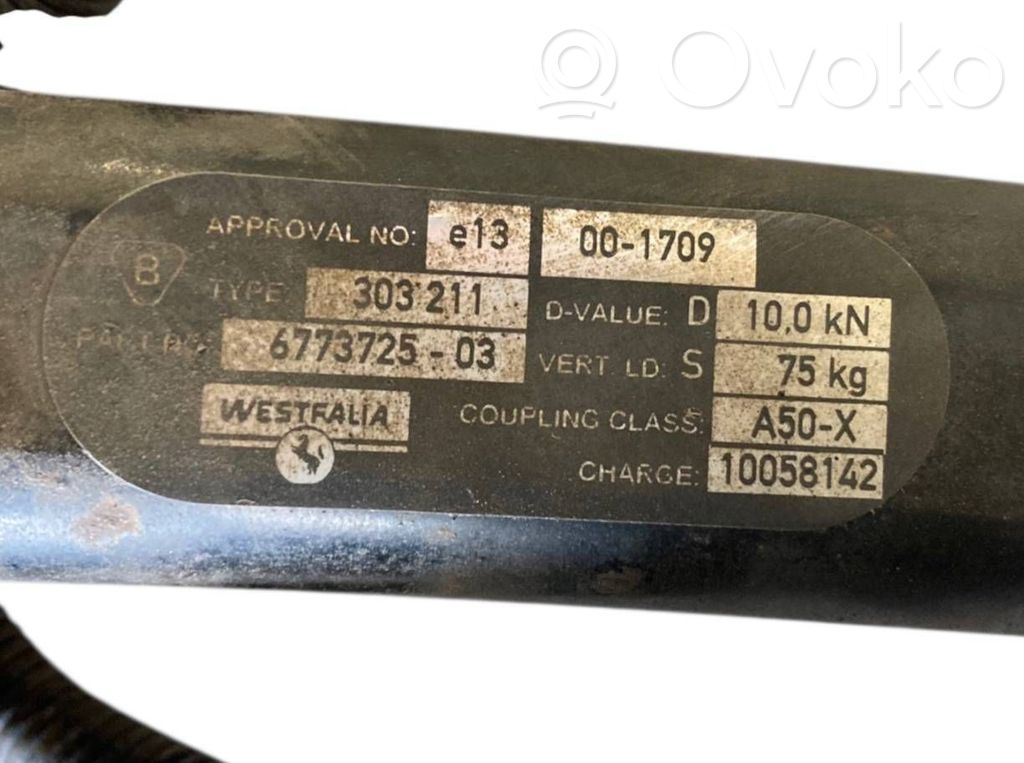 Ovoko
B
APPROVAL NO: e13 00-1709
TYPE 303 211
D-VALUE: D 10,0 kN
6773725-03
VERT LD: S 75 kg
WESTFALIA
COUPLING CLASS: A50-X
CHARGE: 10058142